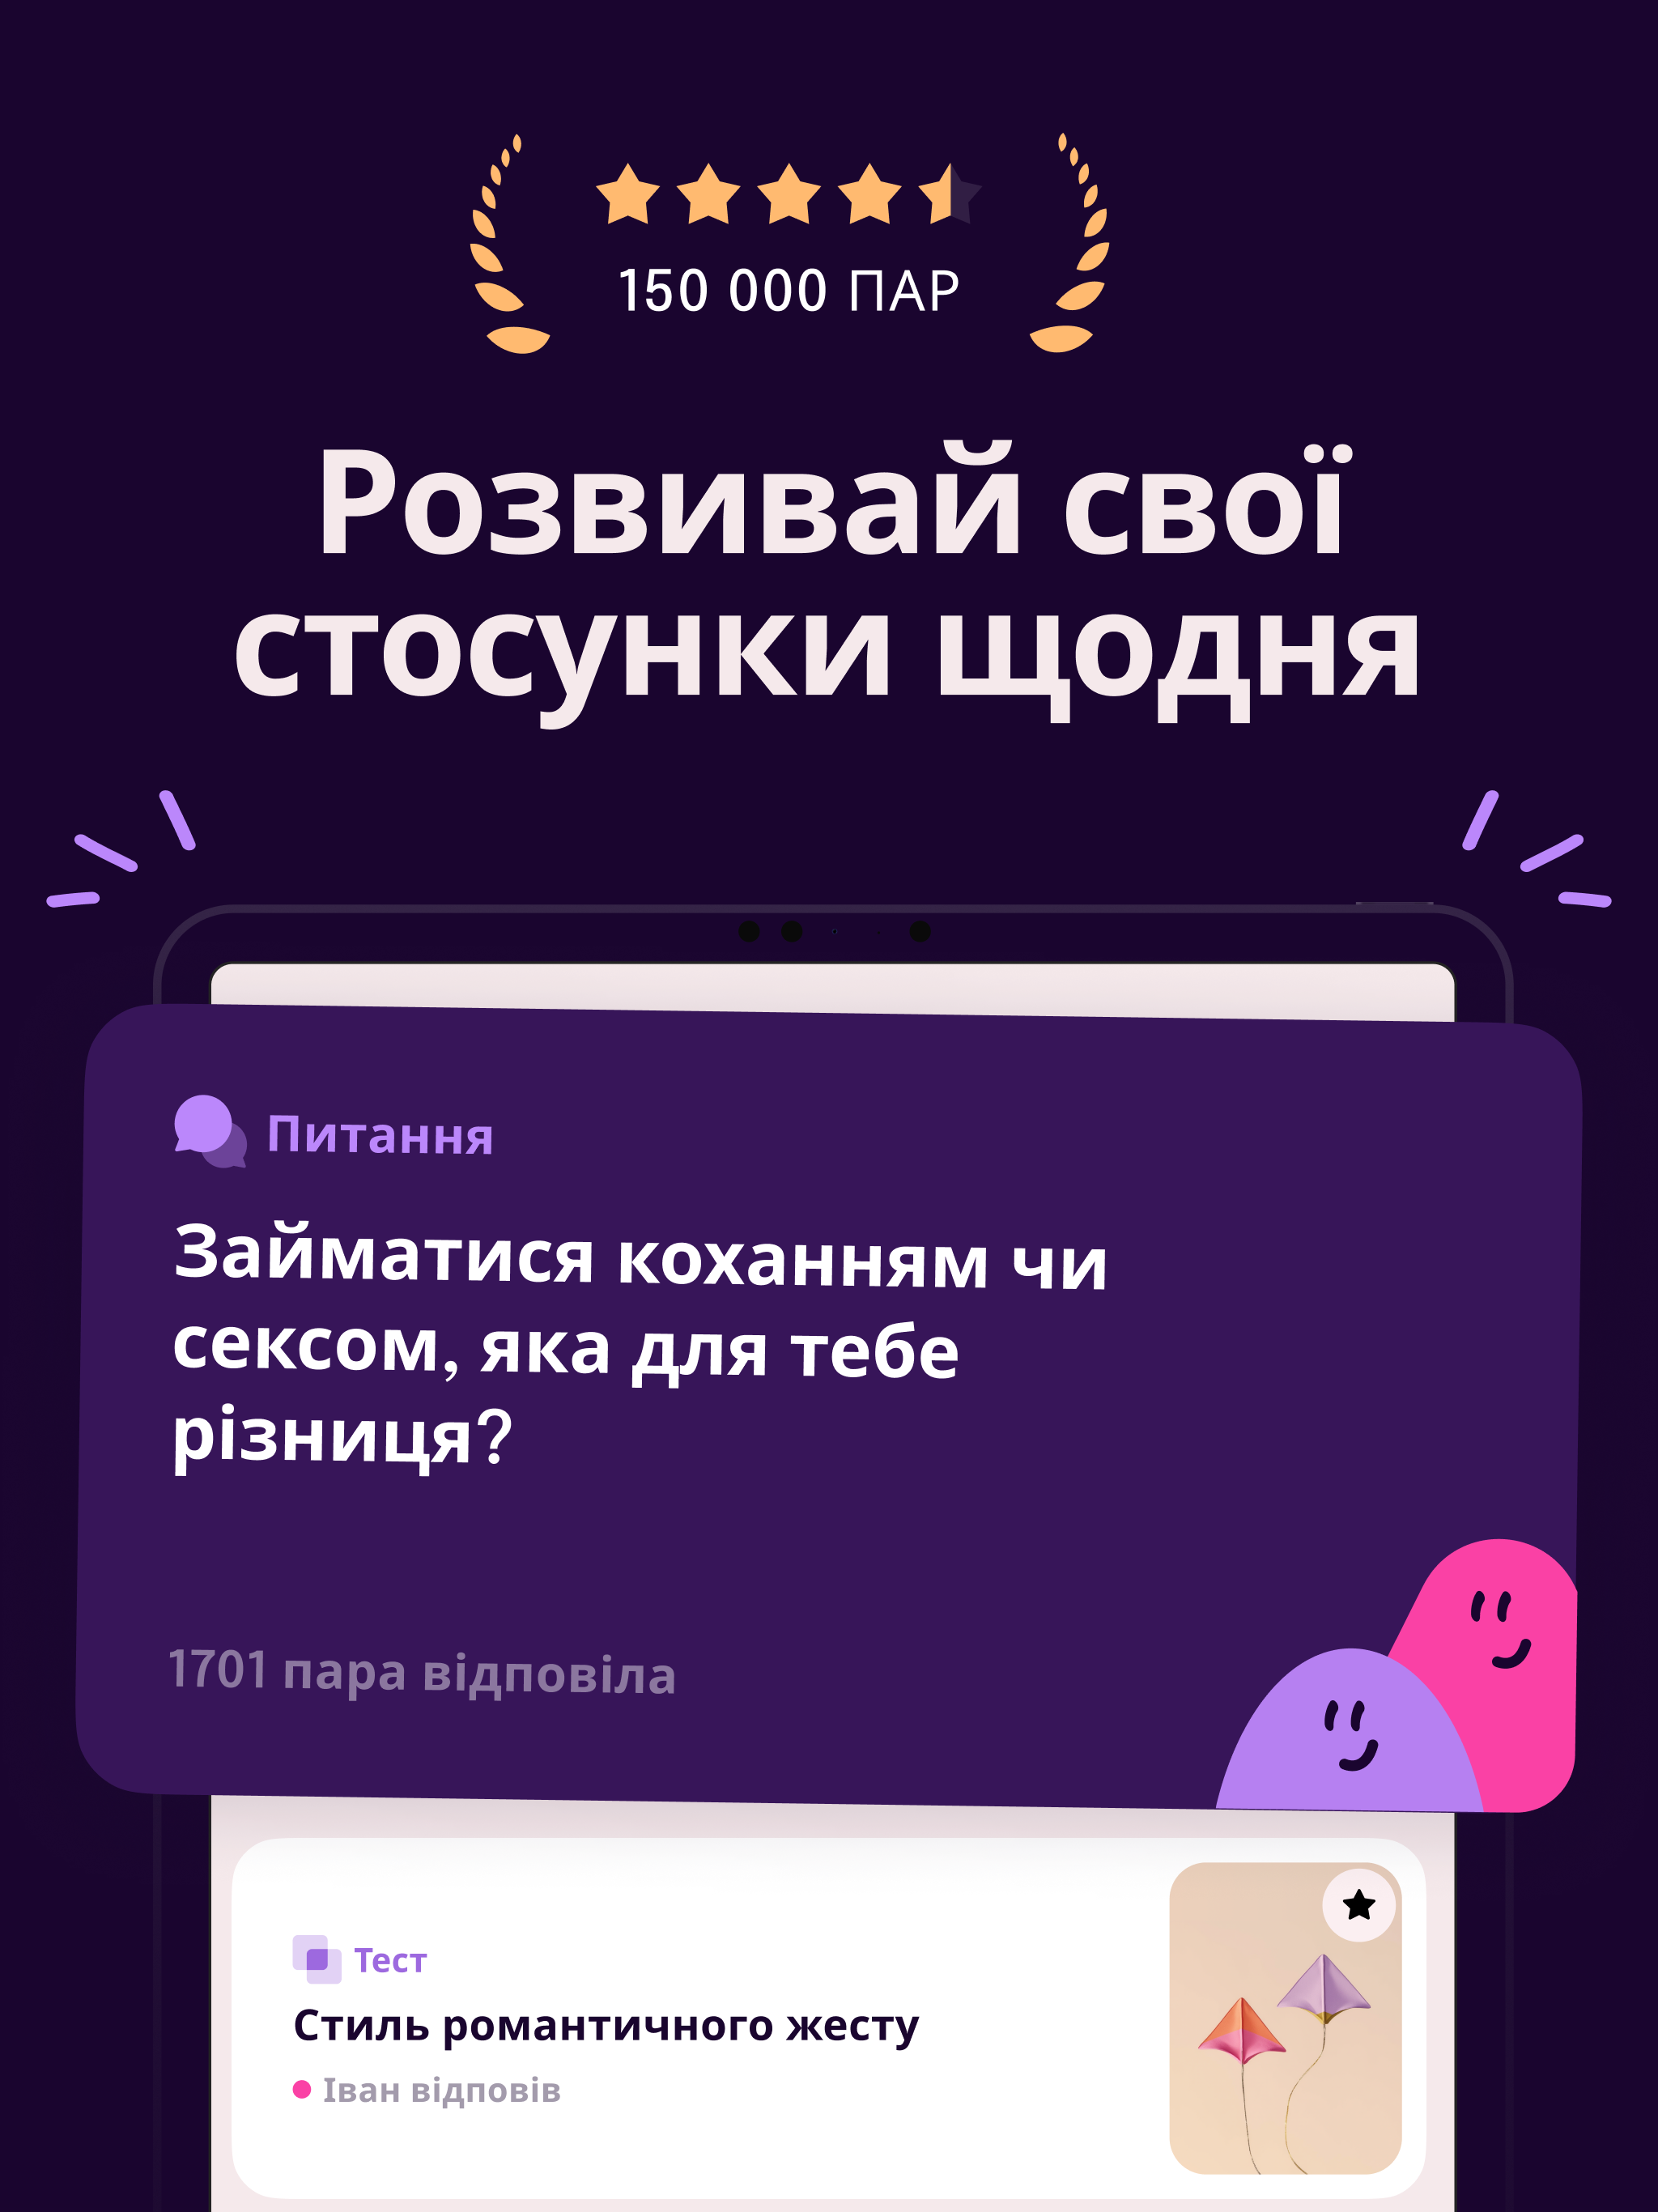 150 000 ПАР
Розвивай свої
стосунки щодня
Питання
Займатися коханням чи
сексом, яка для тебе
різниця?
1701 пара відповіла
Тест
Стиль романтичного жесту
Іван відповів